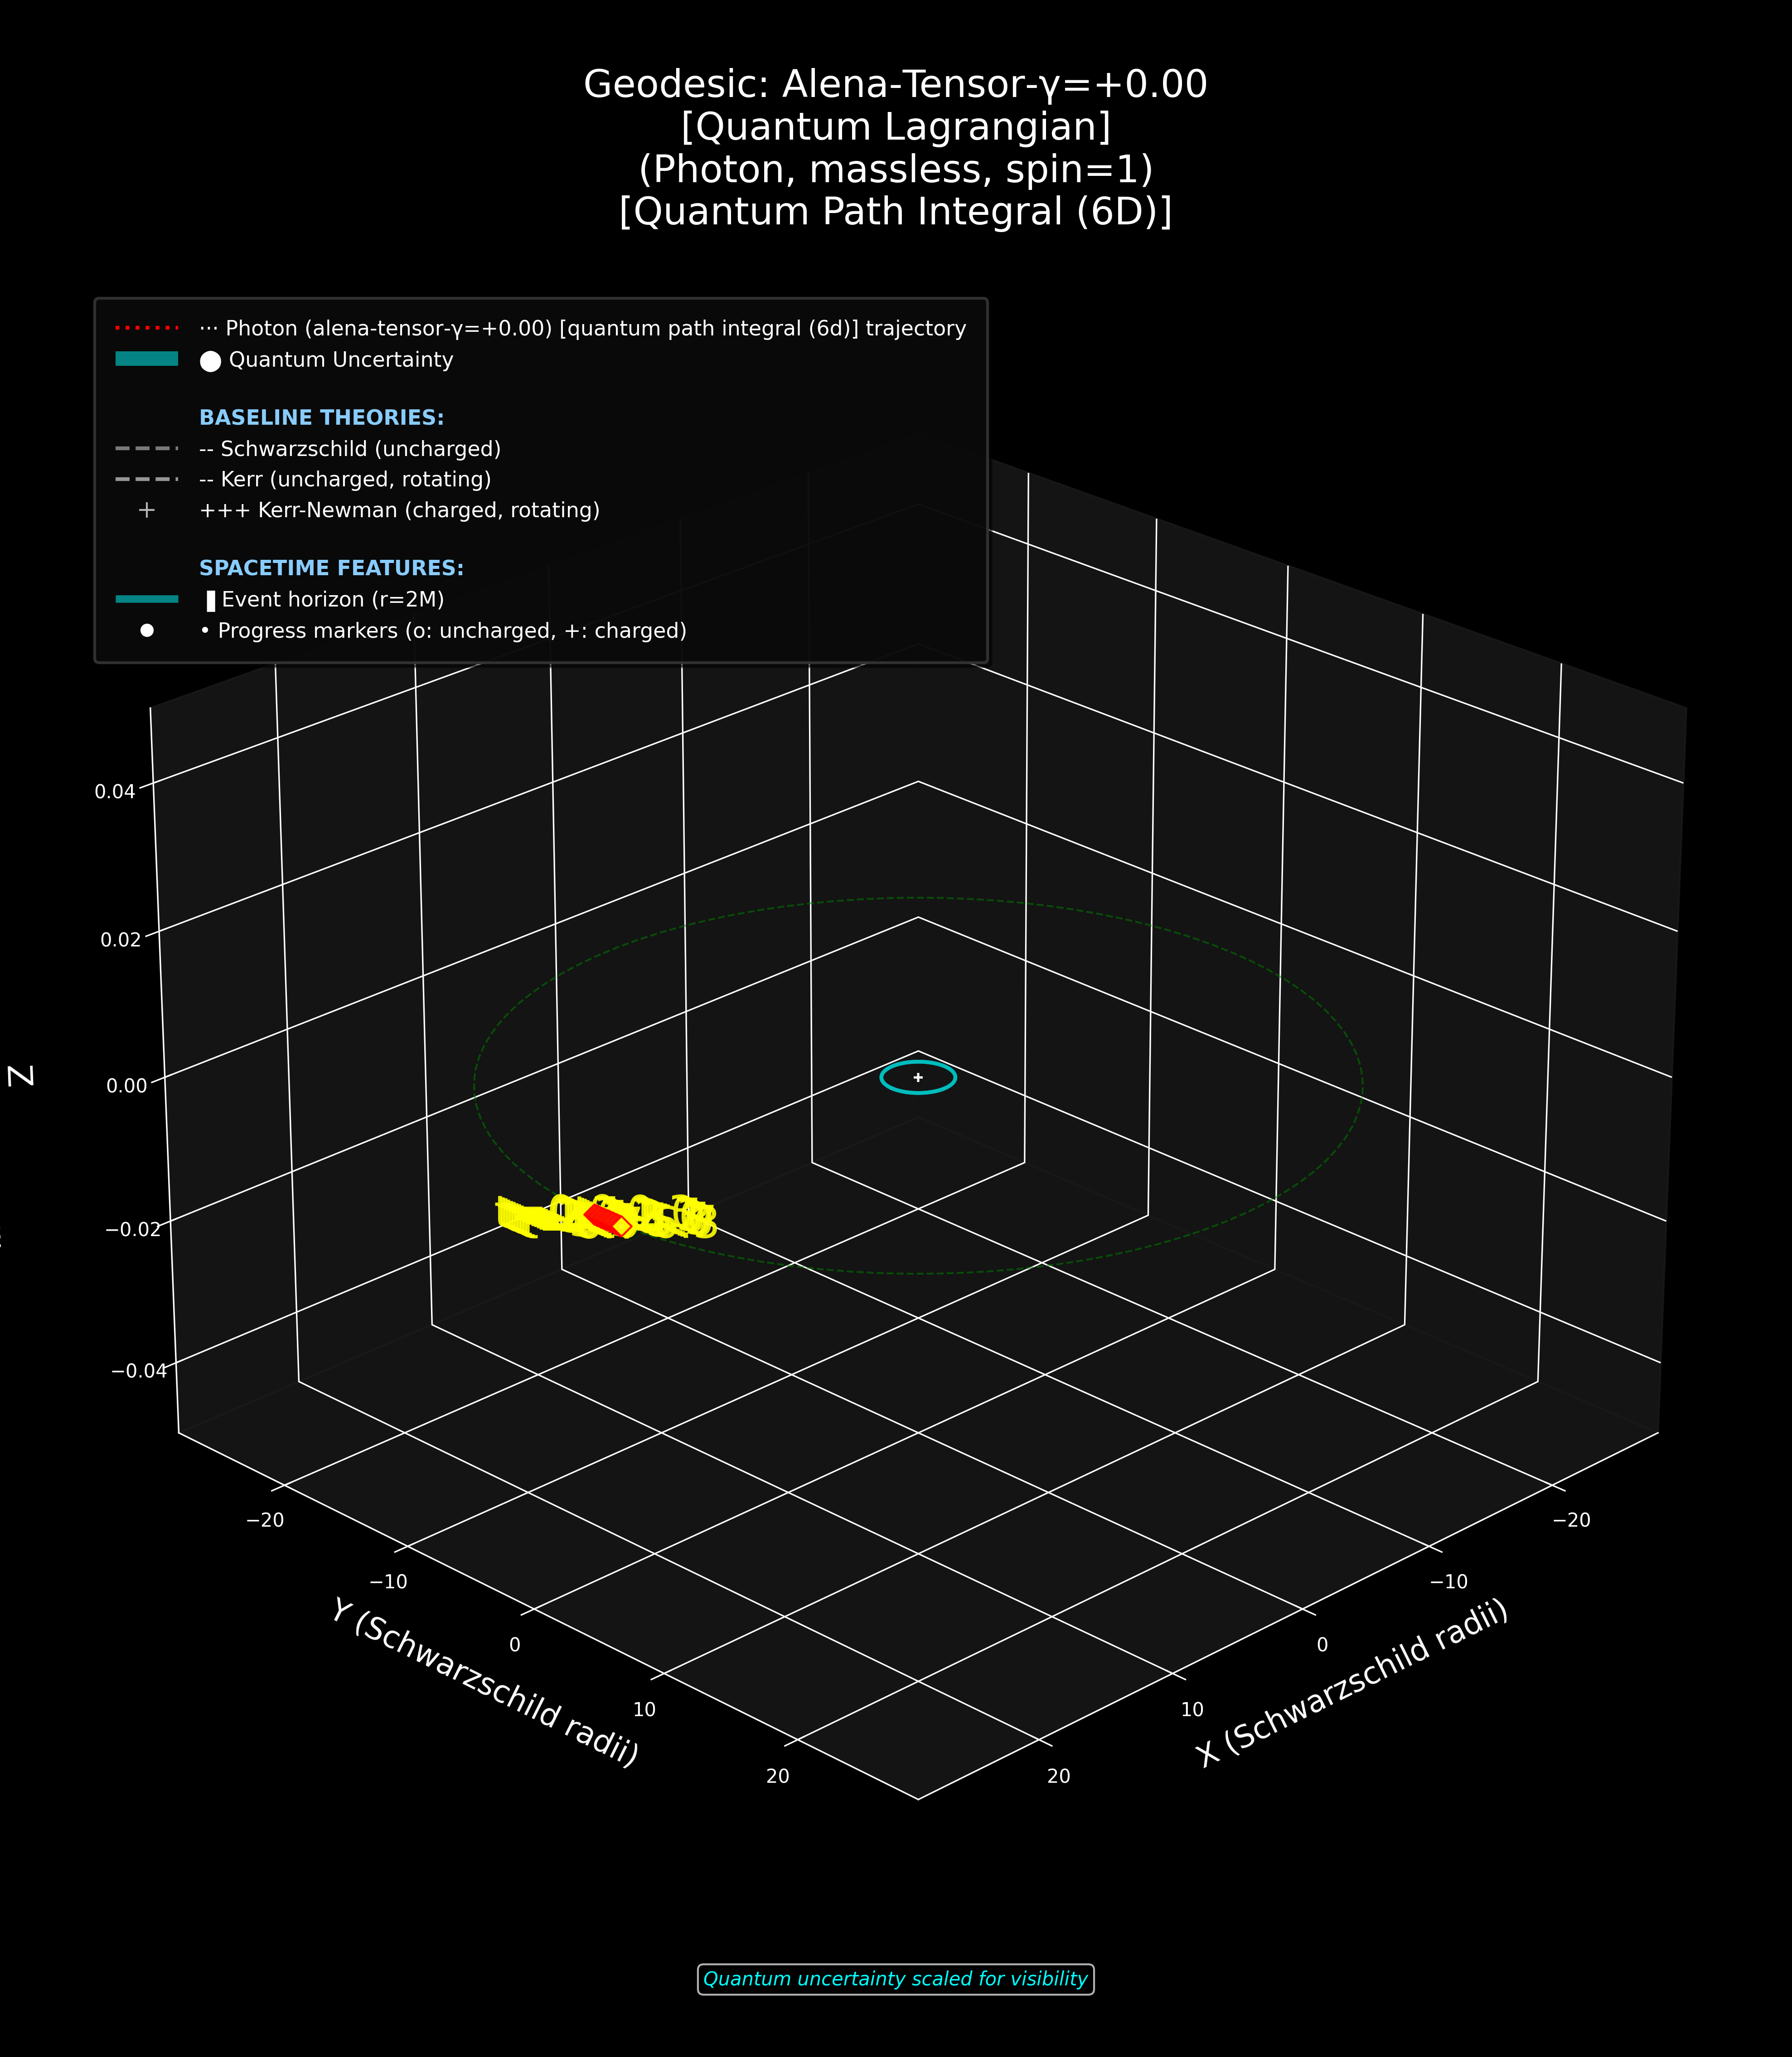 Geodesic: Alena-Tensor-γ=+0.00
[Quantum Lagrangian]
(Photon, massless, spin=1)
[Quantum Path Integral (6D)]
··· Photon (alena-tensor-γ=+0.00) [quantum path integral (6d)] trajectory
● Quantum Uncertainty
BASELINE THEORIES:
-- Schwarzschild (uncharged)
-- Kerr (uncharged, rotating)
+++ Kerr-Newman (charged, rotating)
SPACETIME FEATURES:
▐ Event horizon (r=2M)
• Progress markers (o: uncharged, +: charged)
0.04
0.02
0.00
−0.02
−0.04
Z
−20
−10
0
10
20
Y (Schwarzschild radii)
−20
−10
0
10
20
X (Schwarzschild radii)
Quantum uncertainty scaled for visibility